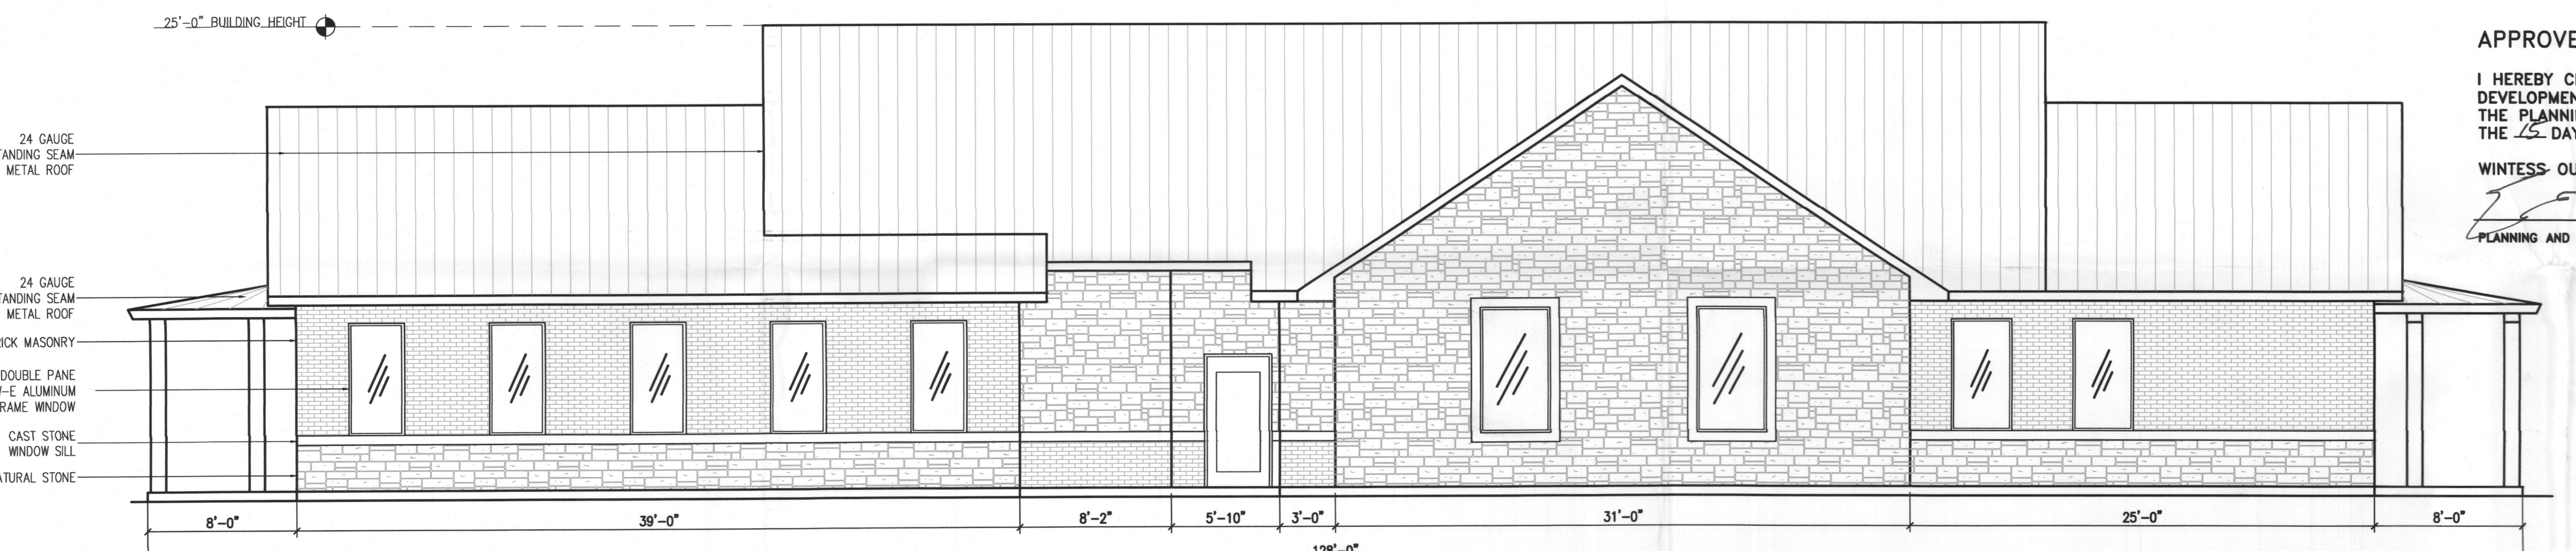 25'-0" BUILDING HEIGHT
24 GAUGE
TANDING SEAM
METAL ROOF
24 GAUGE
TANDING SEAM
METAL ROOF
RICK MASONRY
DOUBLE PANE
W-E ALUMINUM
RAME WINDOW
CAST STONE
WINDOW SILL
ATURAL STONE
APPROVE
I HEREBY C
DEVELOPMEN
THE PLANNI
THE 15 DAY
WINTESS OU
PLANNING AND
8'-0" 39'-0" 8'-2" 5'-10" 3'-0" 31'-0" 25'-0" 8'-0"
128'-0"